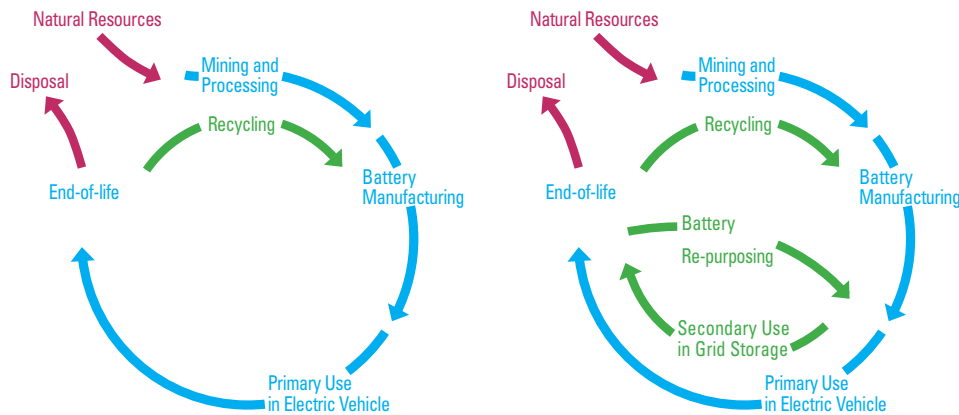 Natural Resources
Mining and
Processing
Disposal
Recycling
End-of-life
Battery
Manufacturing
Primary Use
in Electric Vehicle
Natural Resources
Mining and
Processing
Disposal
Recycling
End-of-life
Battery
Manufacturing
Battery
Re-purposing
Secondary Use
in Grid Storage
Primary Use
in Electric Vehicle